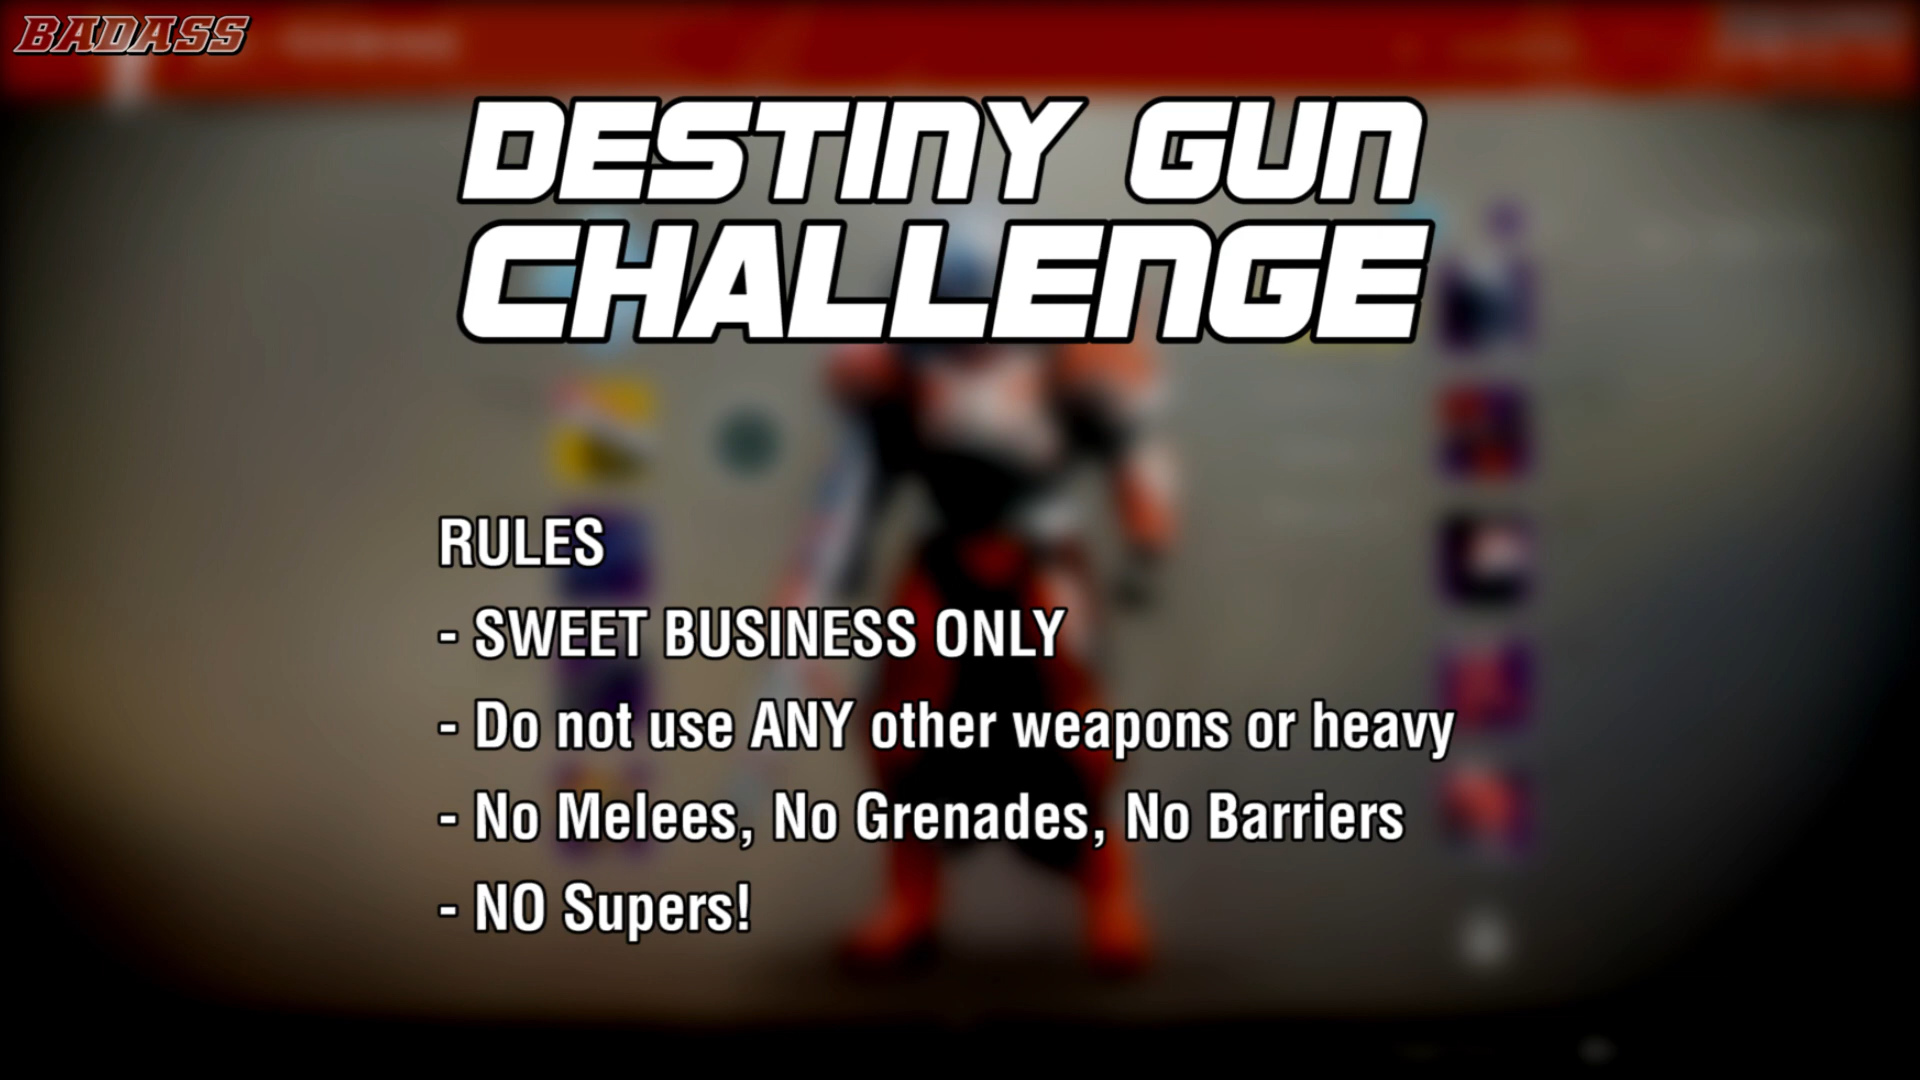 BADASS
DESTINY GUN
CHALLENGE
RULES
- SWEET BUSINESS ONLY
- Do not use ANY other weapons or heavy
- No Melees, No Grenades, No Barriers
- NO Supers!